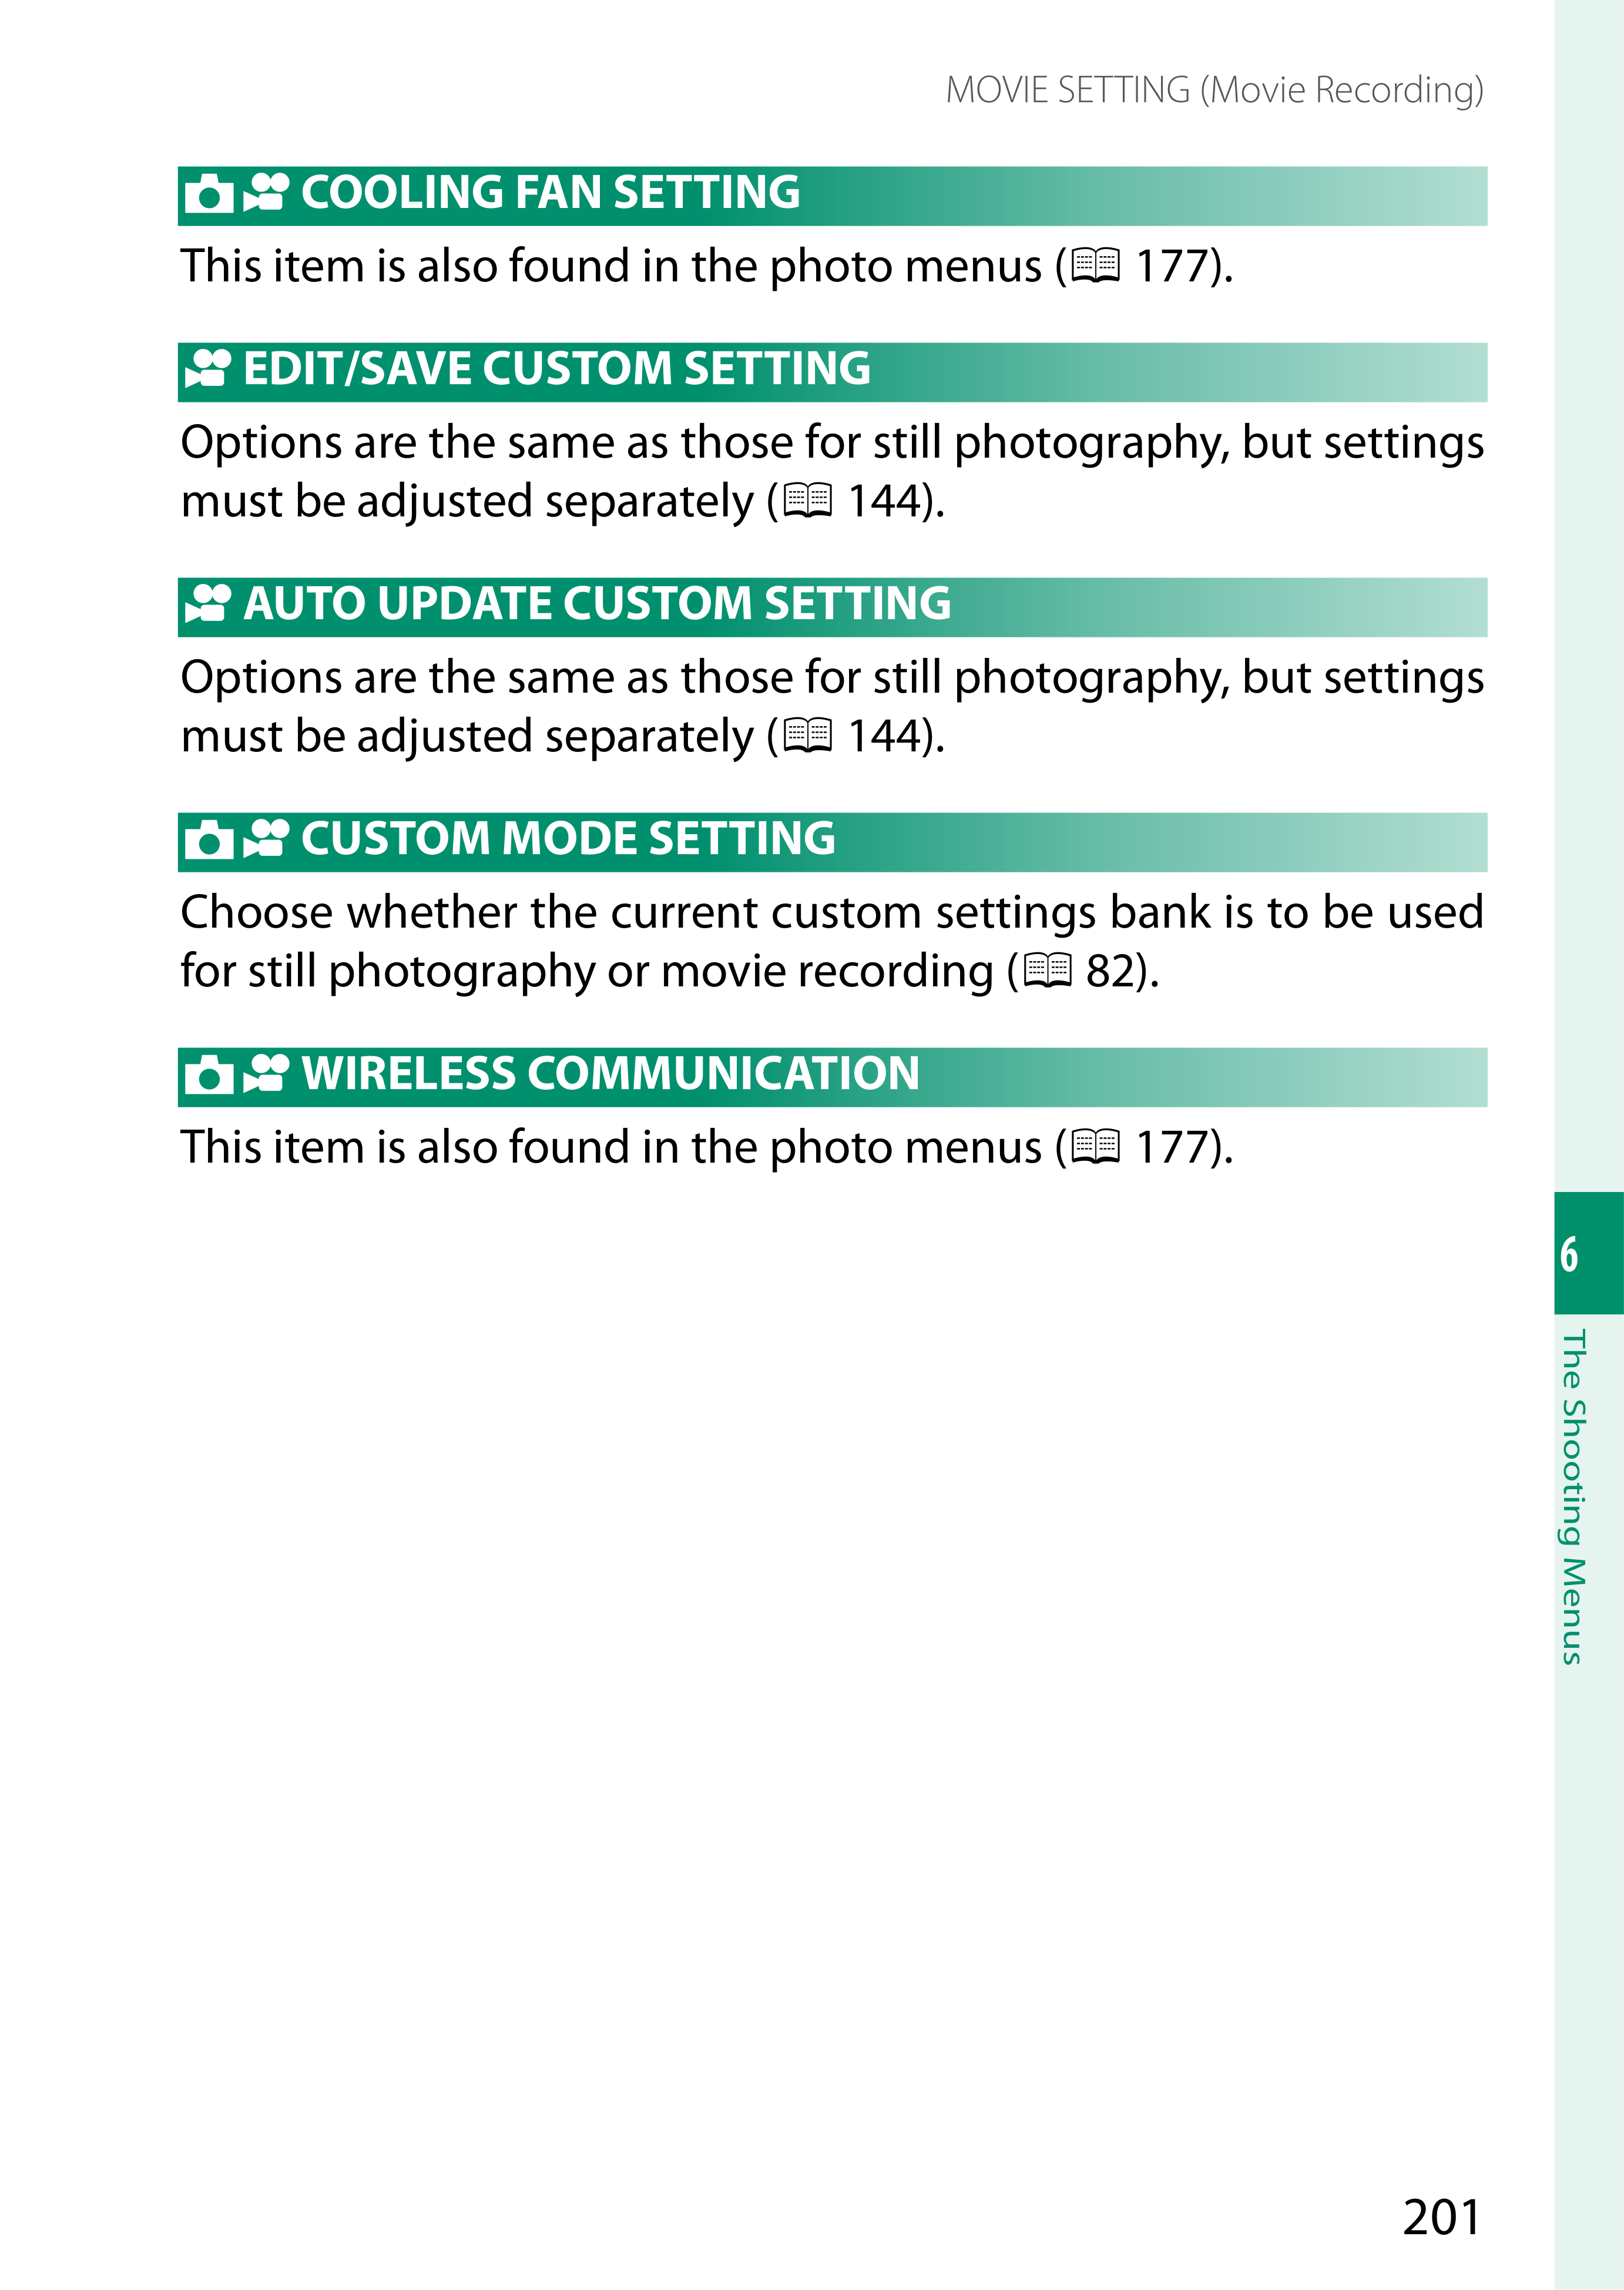 MOVIE SETTING (Movie Recording)
COOLING FAN SETTING
This item is also found in the photo menus ( 177).
EDIT/SAVE CUSTOM SETTING
Options are the same as those for still photography, but settings
must be adjusted separately ( 144).
AUTO UPDATE CUSTOM SETTING
Options are the same as those for still photography, but settings
must be adjusted separately ( 144).
CUSTOM MODE SETTING
Choose whether the current custom settings bank is to be used
for still photography or movie recording ( 82).
WIRELESS COMMUNICATION
This item is also found in the photo menus ( 177).
6
The Shooting Menus
201